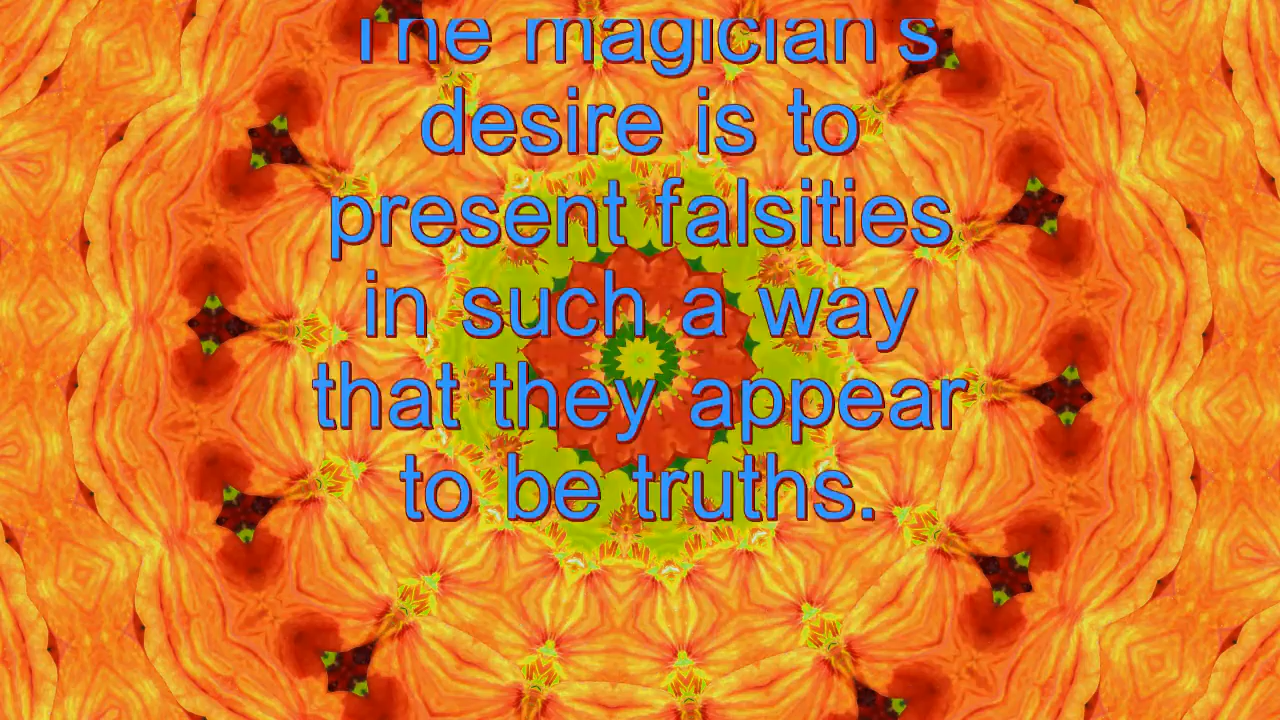 The magician's
desire is to
present falsities
in such a way
that they appear
to be truths.